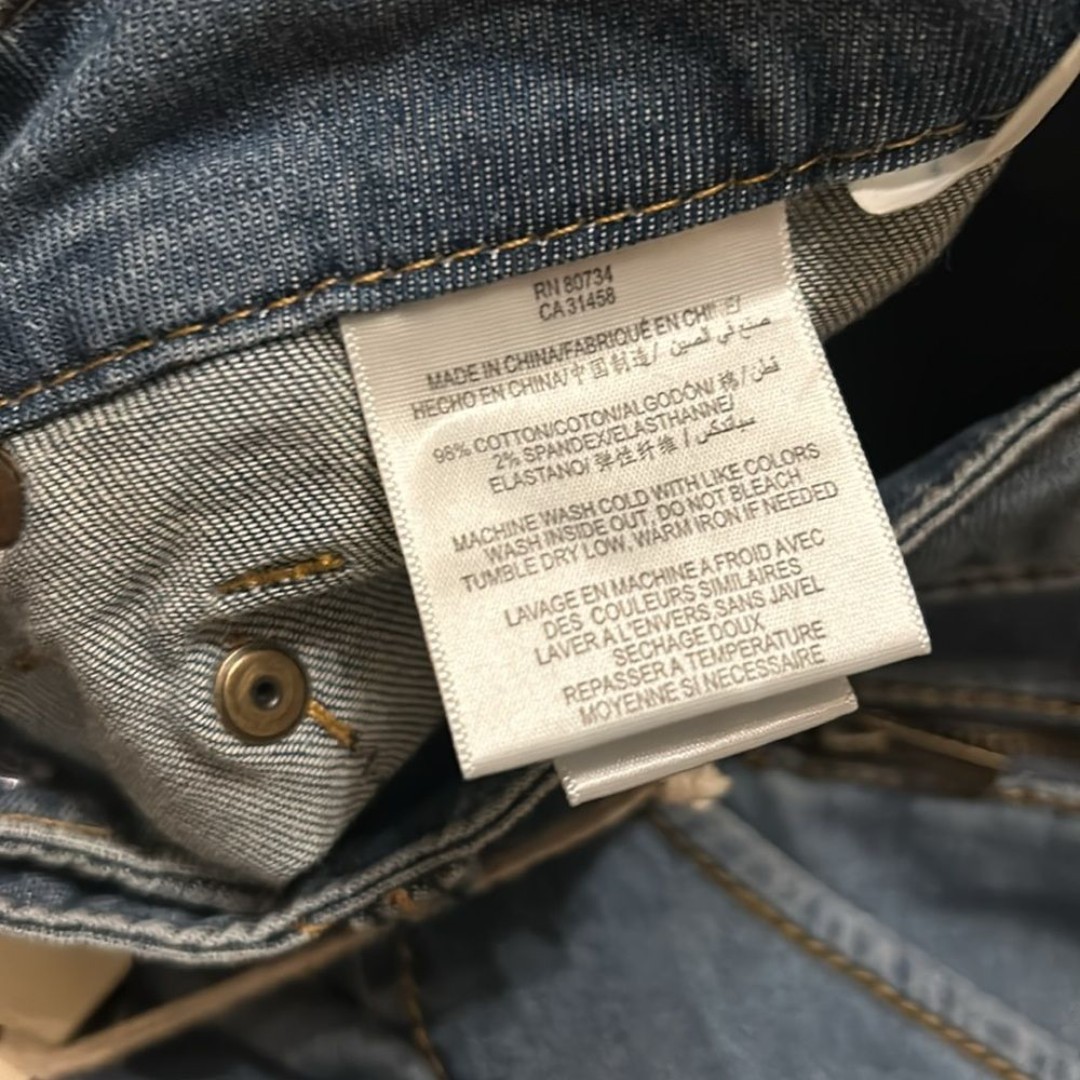 RN 80734
CA 31458
MADE IN CHINA/FABRIQUÉ EN CHINE/
HECHO EN CHINA/中国制造/ صنع في الصين
98% COTTON/COTON/ALGODÓN/棉/قطن/
2% SPANDEX/ELASTHANNE/
ELASTANO/弹性纤维/سباندكس
MACHINE WASH COLD WITH LIKE COLORS
WASH INSIDE OUT, DO NOT BLEACH
TUMBLE DRY LOW, WARM IRON IF NEEDED
LAVAGE EN MACHINE A FROID AVEC
DES COULEURS SIMILAIRES
LAVER A L'ENVERS SANS JAVEL
SECHAGE DOUX
REPASSER A TEMPERATURE
MOYENNE SI NECESSAIRE